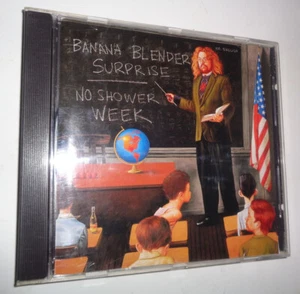 BANANA BLENDER
SURPRISE
NO SHOWER
WEEK